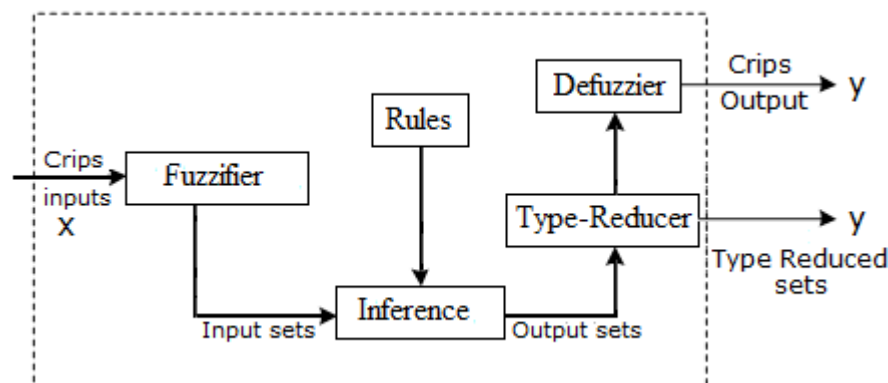 Crips
inputs
X
Fuzzifier
Input sets
Rules
Inference
Output sets
Type-Reducer
Defuzzier
Crips
Output
y
y
Type Reduced
sets